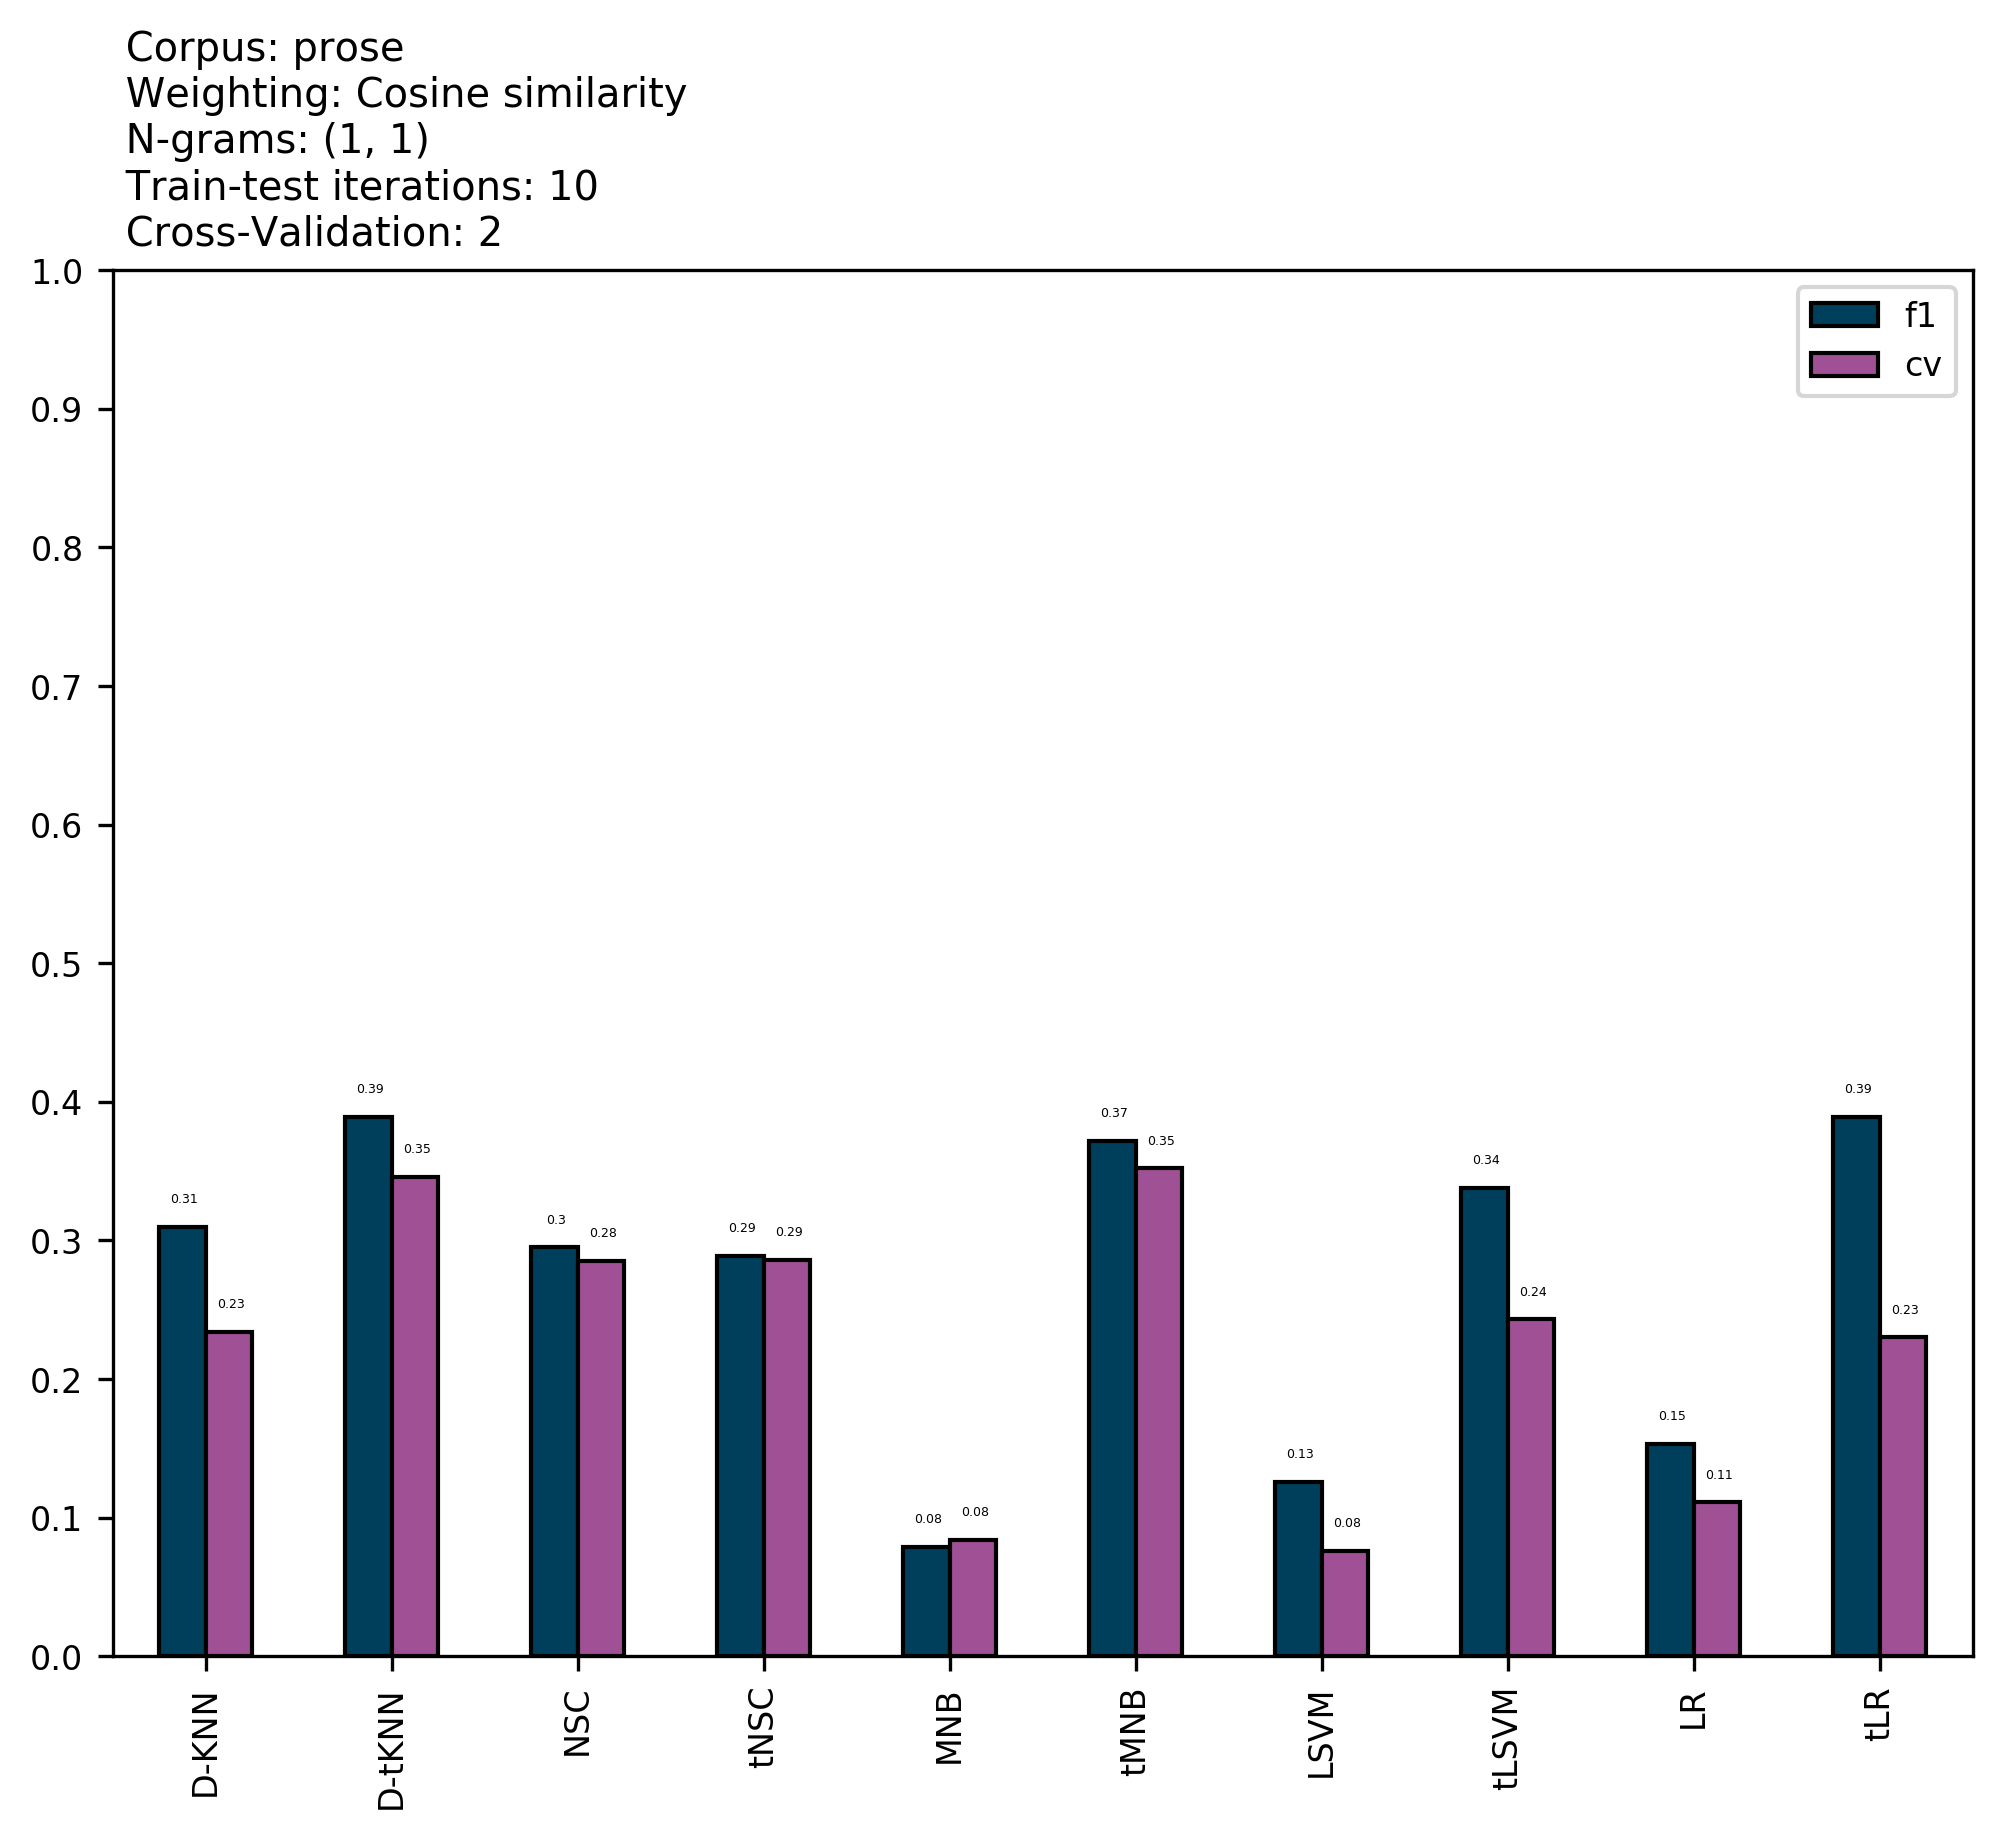 Corpus: prose
Weighting: Cosine similarity
N-grams: (1, 1)
Train-test iterations: 10
Cross-Validation: 2
1.0
0.9
0.8
0.7
0.6
0.5
0.4
0.3
0.2
0.1
0.0
f1
cv
0.31
0.23
0.39
0.35
0.3
0.28
0.29
0.29
0.08
0.08
0.37
0.35
0.13
0.08
0.34
0.24
0.15
0.11
0.39
0.23
D-KNN
D-tKNN
NSC
tNSC
MNB
tMNB
LSVM
tLSVM
LR
tLR